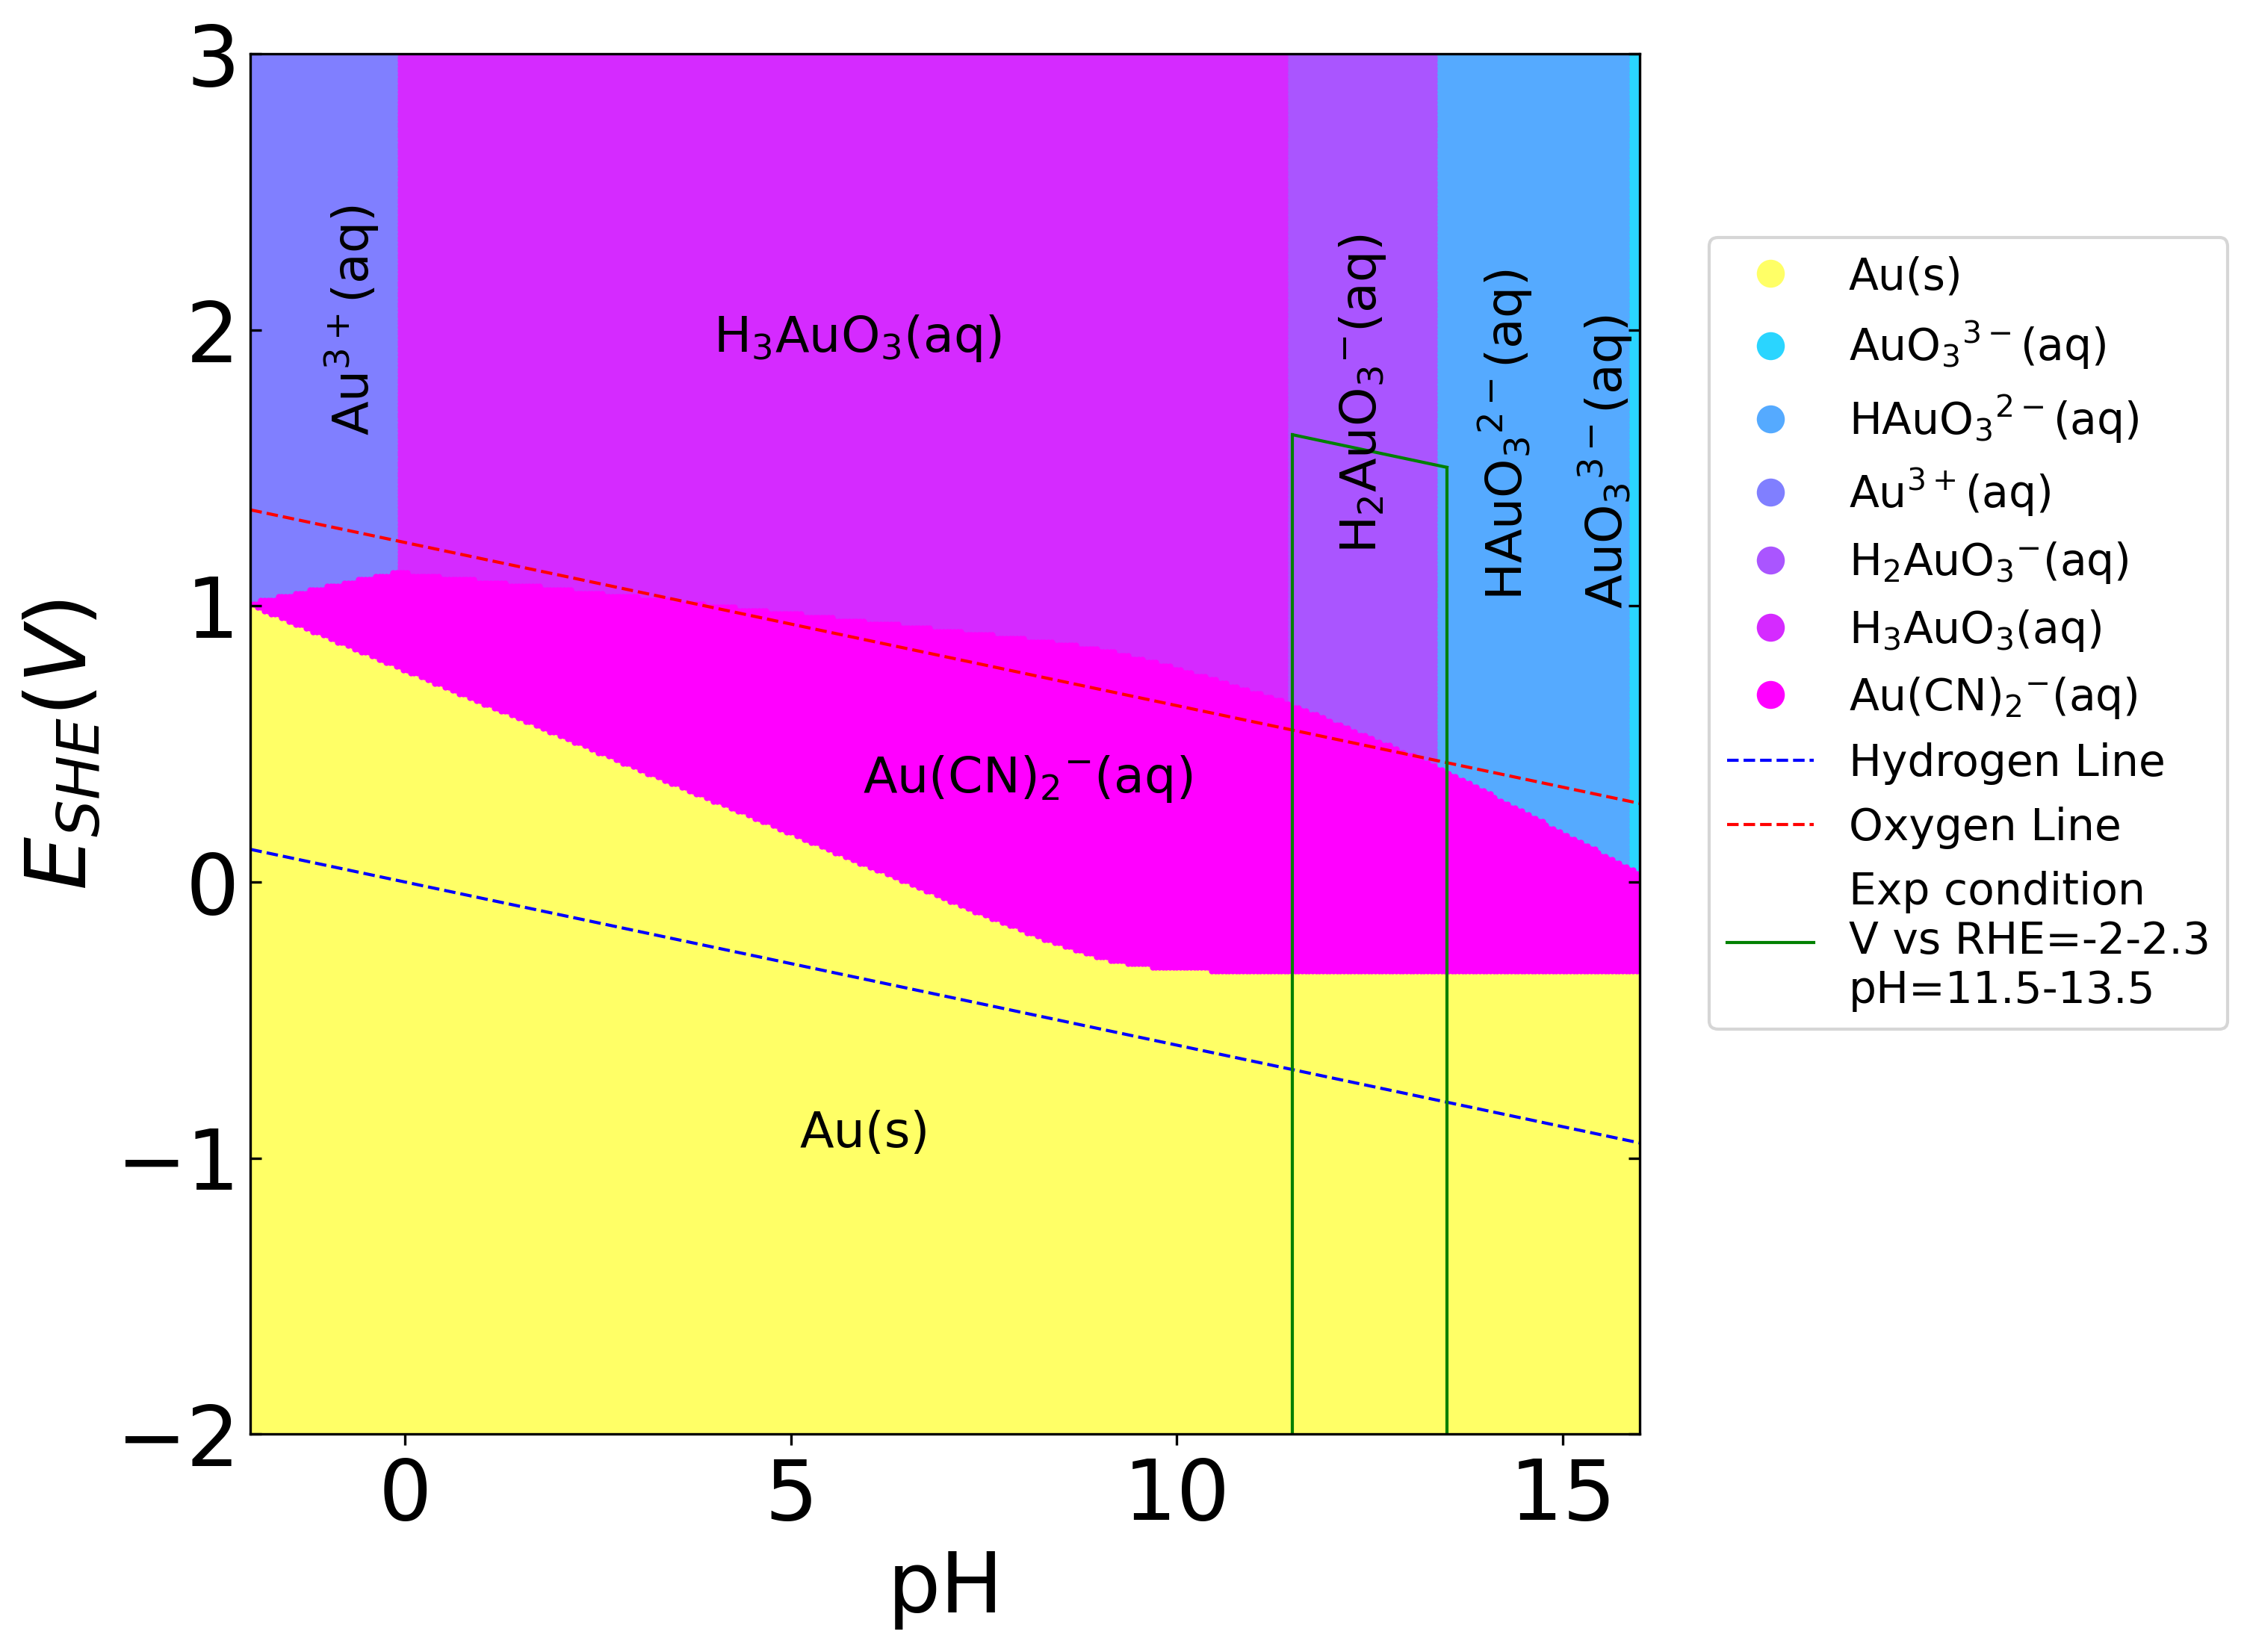 3
2
1
0
−1
−2
E_SHE(V)
0
5
10
15
pH
Au³⁺(aq)
H₃AuO₃(aq)
H₂AuO₃⁻(aq)
HAuO₃²⁻(aq)
AuO₃³⁻(aq)
Au(CN)₂⁻(aq)
Au(s)
Au(s)
AuO₃³⁻(aq)
HAuO₃²⁻(aq)
Au³⁺(aq)
H₂AuO₃⁻(aq)
H₃AuO₃(aq)
Au(CN)₂⁻(aq)
Hydrogen Line
Oxygen Line
Exp condition
V vs RHE=-2-2.3
pH=11.5-13.5